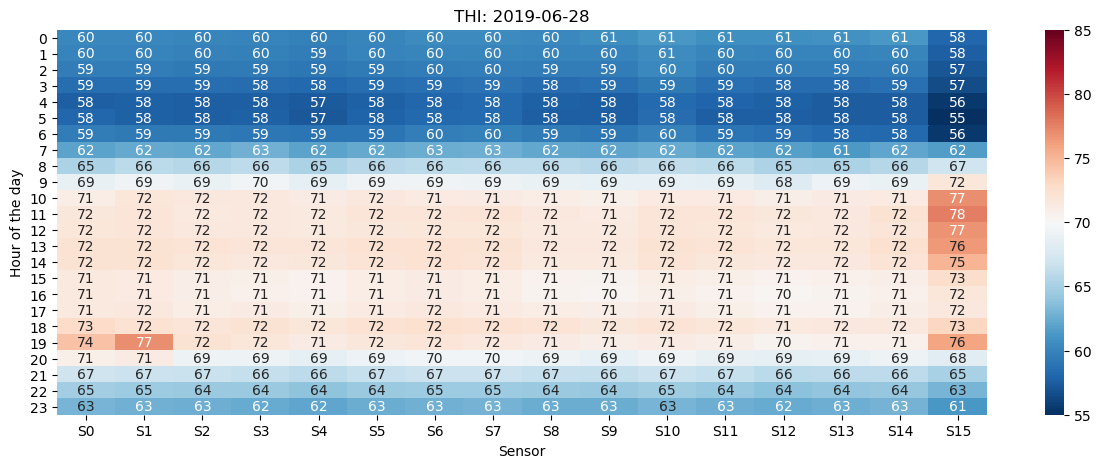 THI: 2019-06-28
0 60 60 60 60 60 60 60 60 60 61 61 61 61 61 61 58
1 60 60 60 60 59 60 60 60 60 60 61 60 60 60 60 58
2 59 59 59 59 59 59 60 60 59 59 60 60 60 59 60 57
3 59 59 59 58 58 59 59 59 58 59 59 59 58 58 59 57
4 58 58 58 58 57 58 58 58 58 58 58 58 58 58 58 56
5 58 58 58 58 57 58 58 58 58 58 58 58 58 58 58 55
6 59 59 59 59 59 59 60 60 59 59 60 59 59 58 58 56
7 62 62 62 63 62 62 63 63 62 62 62 62 62 61 62 62
8 65 66 66 66 65 66 66 66 66 66 66 66 65 65 66 67
9 69 69 69 70 69 69 69 69 69 69 69 69 68 69 69 72
10 71 72 72 72 71 72 71 71 71 71 72 71 71 71 71 77
11 72 72 72 72 72 72 72 72 72 71 72 72 72 72 72 78
12 72 72 72 72 71 72 72 72 72 71 72 72 71 72 72 77
13 72 72 72 72 72 72 72 72 72 72 72 72 72 72 72 76
14 72 72 72 72 72 72 72 72 71 71 72 72 71 72 72 75
15 71 71 71 71 71 71 71 71 71 71 71 71 71 71 71 73
16 71 71 71 71 71 71 71 71 71 70 71 71 70 71 71 72
17 71 72 71 71 71 71 71 71 71 71 71 71 71 71 71 72
18 73 72 72 72 72 72 72 72 72 72 72 72 71 72 72 73
19 74 77 72 72 71 72 72 72 71 71 71 71 70 71 71 76
20 71 71 69 69 69 69 70 70 69 69 69 69 69 69 69 68
21 67 67 67 66 66 67 67 67 67 66 67 67 66 66 66 65
22 65 65 64 64 64 64 65 65 64 64 65 64 64 64 64 63
23 63 63 63 62 62 63 63 63 63 63 63 63 62 63 63 61
S0 S1 S2 S3 S4 S5 S6 S7 S8 S9 S10 S11 S12 S13 S14 S15
Sensor
Hour of the day
85
80
75
70
65
60
55